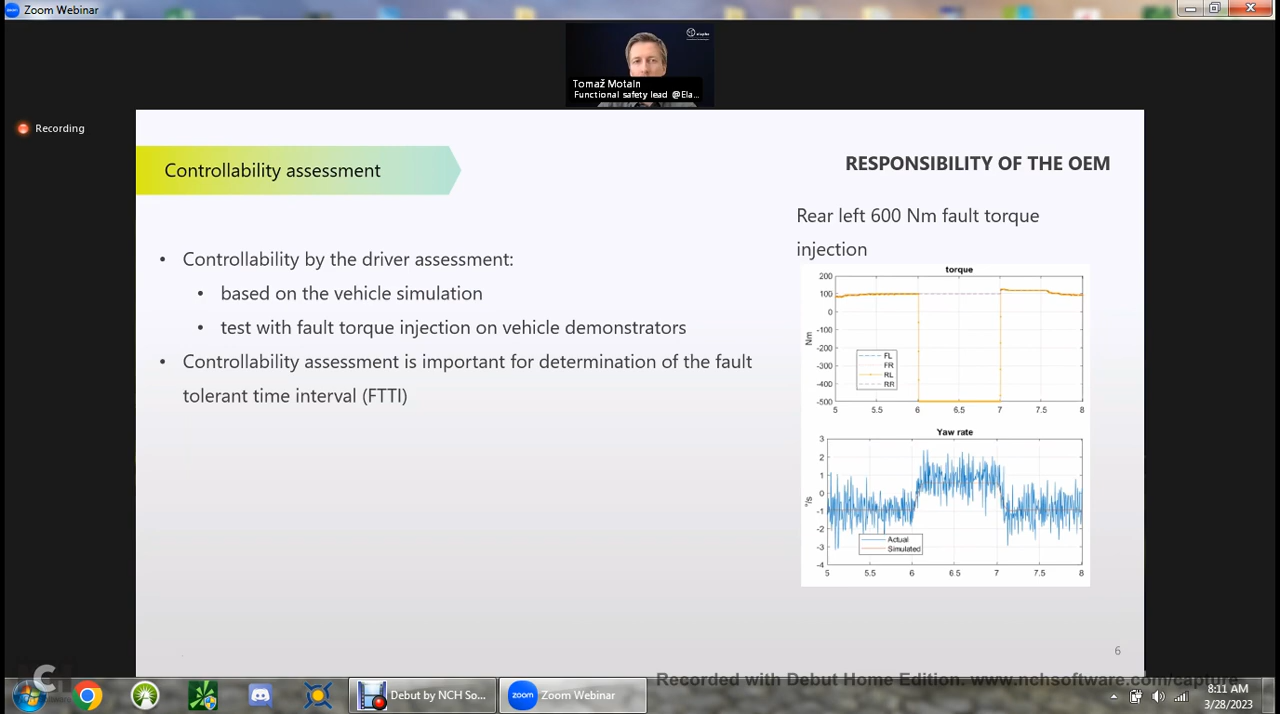 Zoom Webinar
elaphe
Tomaž Motaln
Functional safety lead @Ela...
Recording
Controllability assessment
RESPONSIBILITY OF THE OEM
Rear left 600 Nm fault torque
injection
• Controllability by the driver assessment:
• based on the vehicle simulation
• test with fault torque injection on vehicle demonstrators
• Controllability assessment is important for determination of the fault
tolerant time interval (FTTI)
torque
200
100
0
-100
-200
-300
-400
-500
Nm
FL
FR
RL
RR
5 5.5 6 6.5 7 7.5 8
Yaw rate
3
2
1
0
-1
-2
-3
-4
°/s
Actual
Simulated
5 5.5 6 6.5 7 7.5 8
6
Recorded with Debut Home Edition. www.nchsoftware.com/capture
Debut by NCH So...
zoom
Zoom Webinar
8:11 AM
3/28/2023